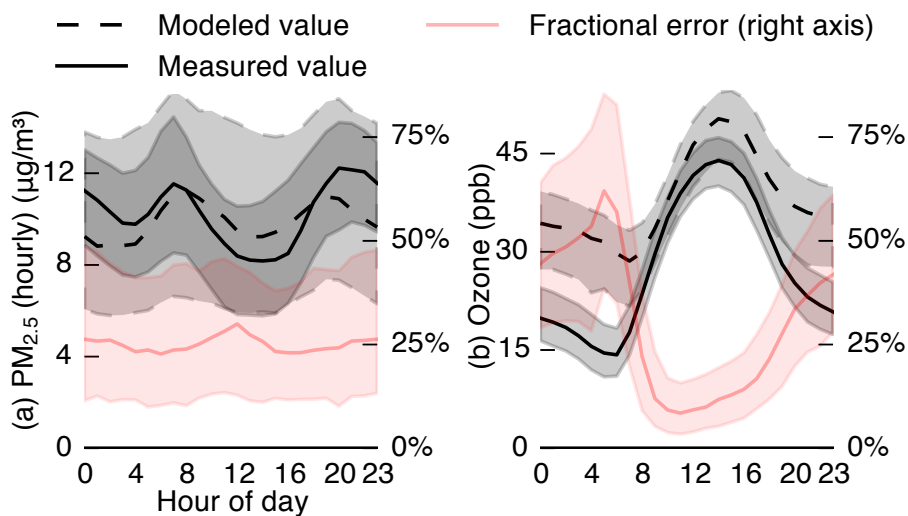 Modeled value
Fractional error (right axis)
Measured value
(a) PM2.5 (hourly) (μg/m³)
12
8
4
0
75%
50%
25%
0%
0 4 8 12 16 20 23
Hour of day
(b) Ozone (ppb)
45
30
15
0
75%
50%
25%
0%
0 4 8 12 16 20 23